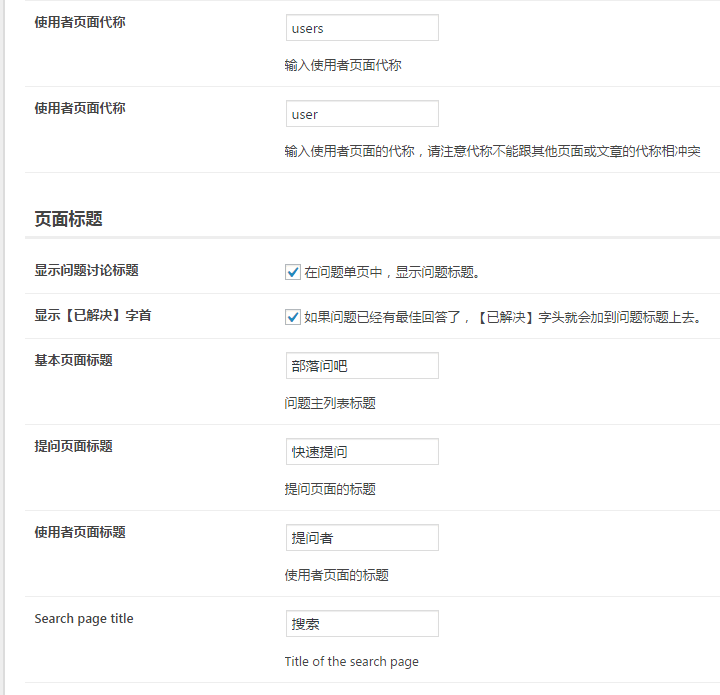 使用者页面代称
users
输入使用者页面代称
使用者页面代称
user
输入使用者页面的代称，请注意代称不能跟其他页面或文章的代称相冲突
页面标题
显示问题讨论标题
在问题单页中，显示问题标题。
显示【已解决】字首
如果问题已经有最佳回答了，【已解决】字头就会加到问题标题上去。
基本页面标题
部落问吧
问题主列表标题
提问页面标题
快速提问
提问页面的标题
使用者页面标题
提问者
使用者页面的标题
Search page title
搜索
Title of the search page